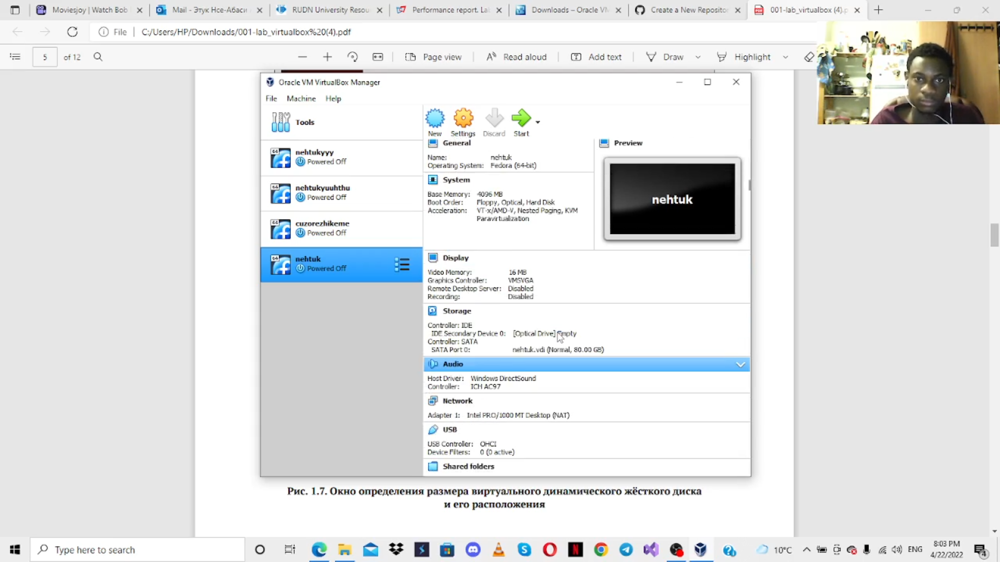 Moviesjoy | Watch Bob
Mail - Этук Нсе-Абаси
RUDN University Resou
Performance report. La
Downloads – Oracle VM
Create a New Repositor
001-lab_virtualbox (4).p
File
C:/Users/HP/Downloads/001-lab_virtualbox%20(4).pdf
5 of 12
Page view
Read aloud
Add text
Draw
Highlight
Oracle VM VirtualBox Manager
File Machine Help
Tools
New Settings Discard Start
nehtukyyy
Powered Off
nehtukyuuhthu
Powered Off
cuzorezhikeme
Powered Off
nehtuk
Powered Off
General
Name: nehtuk
Operating System: Fedora (64-bit)
Preview
nehtuk
System
Base Memory: 4096 MB
Boot Order: Floppy, Optical, Hard Disk
Acceleration: VT-x/AMD-V, Nested Paging, KVM
Paravirtualization
Display
Video Memory: 16 MB
Graphics Controller: VMSVGA
Remote Desktop Server: Disabled
Recording: Disabled
Storage
Controller: IDE
IDE Secondary Device 0: [Optical Drive] Empty
Controller: SATA
SATA Port 0: nehtuk.vdi (Normal, 80.00 GB)
Audio
Host Driver: Windows DirectSound
Controller: ICH AC97
Network
Adapter 1: Intel PRO/1000 MT Desktop (NAT)
USB
USB Controller: OHCI
Device Filters: 0 (0 active)
Shared folders
Рис. 1.7. Окно определения размера виртуального динамического жёсткого диска
и его расположения
Type here to search
10°C
ENG
8:03 PM
4/22/2022
4